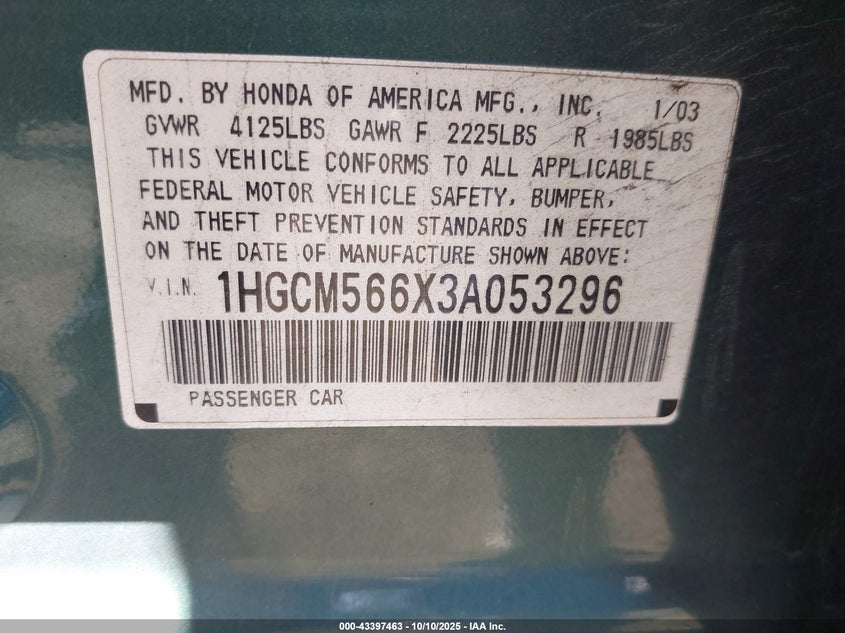 MFD. BY HONDA OF AMERICA MFG., INC. 1/03
GVWR 4125LBS GAWR F 2225LBS R 1985LBS
THIS VEHICLE CONFORMS TO ALL APPLICABLE
FEDERAL MOTOR VEHICLE SAFETY, BUMPER,
AND THEFT PREVENTION STANDARDS IN EFFECT
ON THE DATE OF MANUFACTURE SHOWN ABOVE:
V.I.N. 1HGCM566X3A053296
PASSENGER CAR
000-43397463 - 10/10/2025 - IAA Inc.